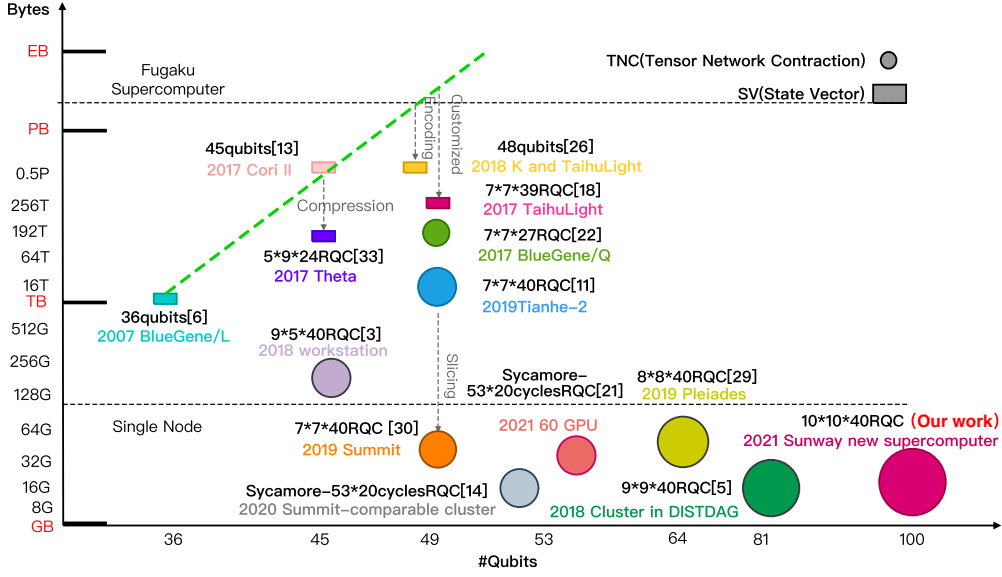 Bytes
EB
Fugaku
Supercomputer
TNC(Tensor Network Contraction)
SV(State Vector)
PB
Encoding
Qustomized
45qubits[13]
2017 Cori II
48qubits[26]
2018 K and TaihuLight
0.5P
7*7*39RQC[18]
2017 TaihuLight
256T
Compression
192T
7*7*27RQC[22]
2017 BlueGene/Q
64T
5*9*24RQC[33]
2017 Theta
16T
7*7*40RQC[11]
2019Tianhe-2
TB
36qubits[6]
2007 BlueGene/L
512G
9*5*40RQC[3]
2018 workstation
256G
Slicing
128G
Sycamore-
53*20cyclesRQC[21]
2021 60 GPU
8*8*40RQC[29]
2019 Pleiades
Single Node
64G
7*7*40RQC [30]
2019 Summit
10*10*40RQC (Our work)
2021 Sunway new supercomputer
32G
16G
Sycamore-53*20cyclesRQC[14]
2020 Summit-comparable cluster
9*9*40RQC[5]
2018 Cluster in DISTDAG
8G
GB
36 45 49 53 64 81 100
#Qubits